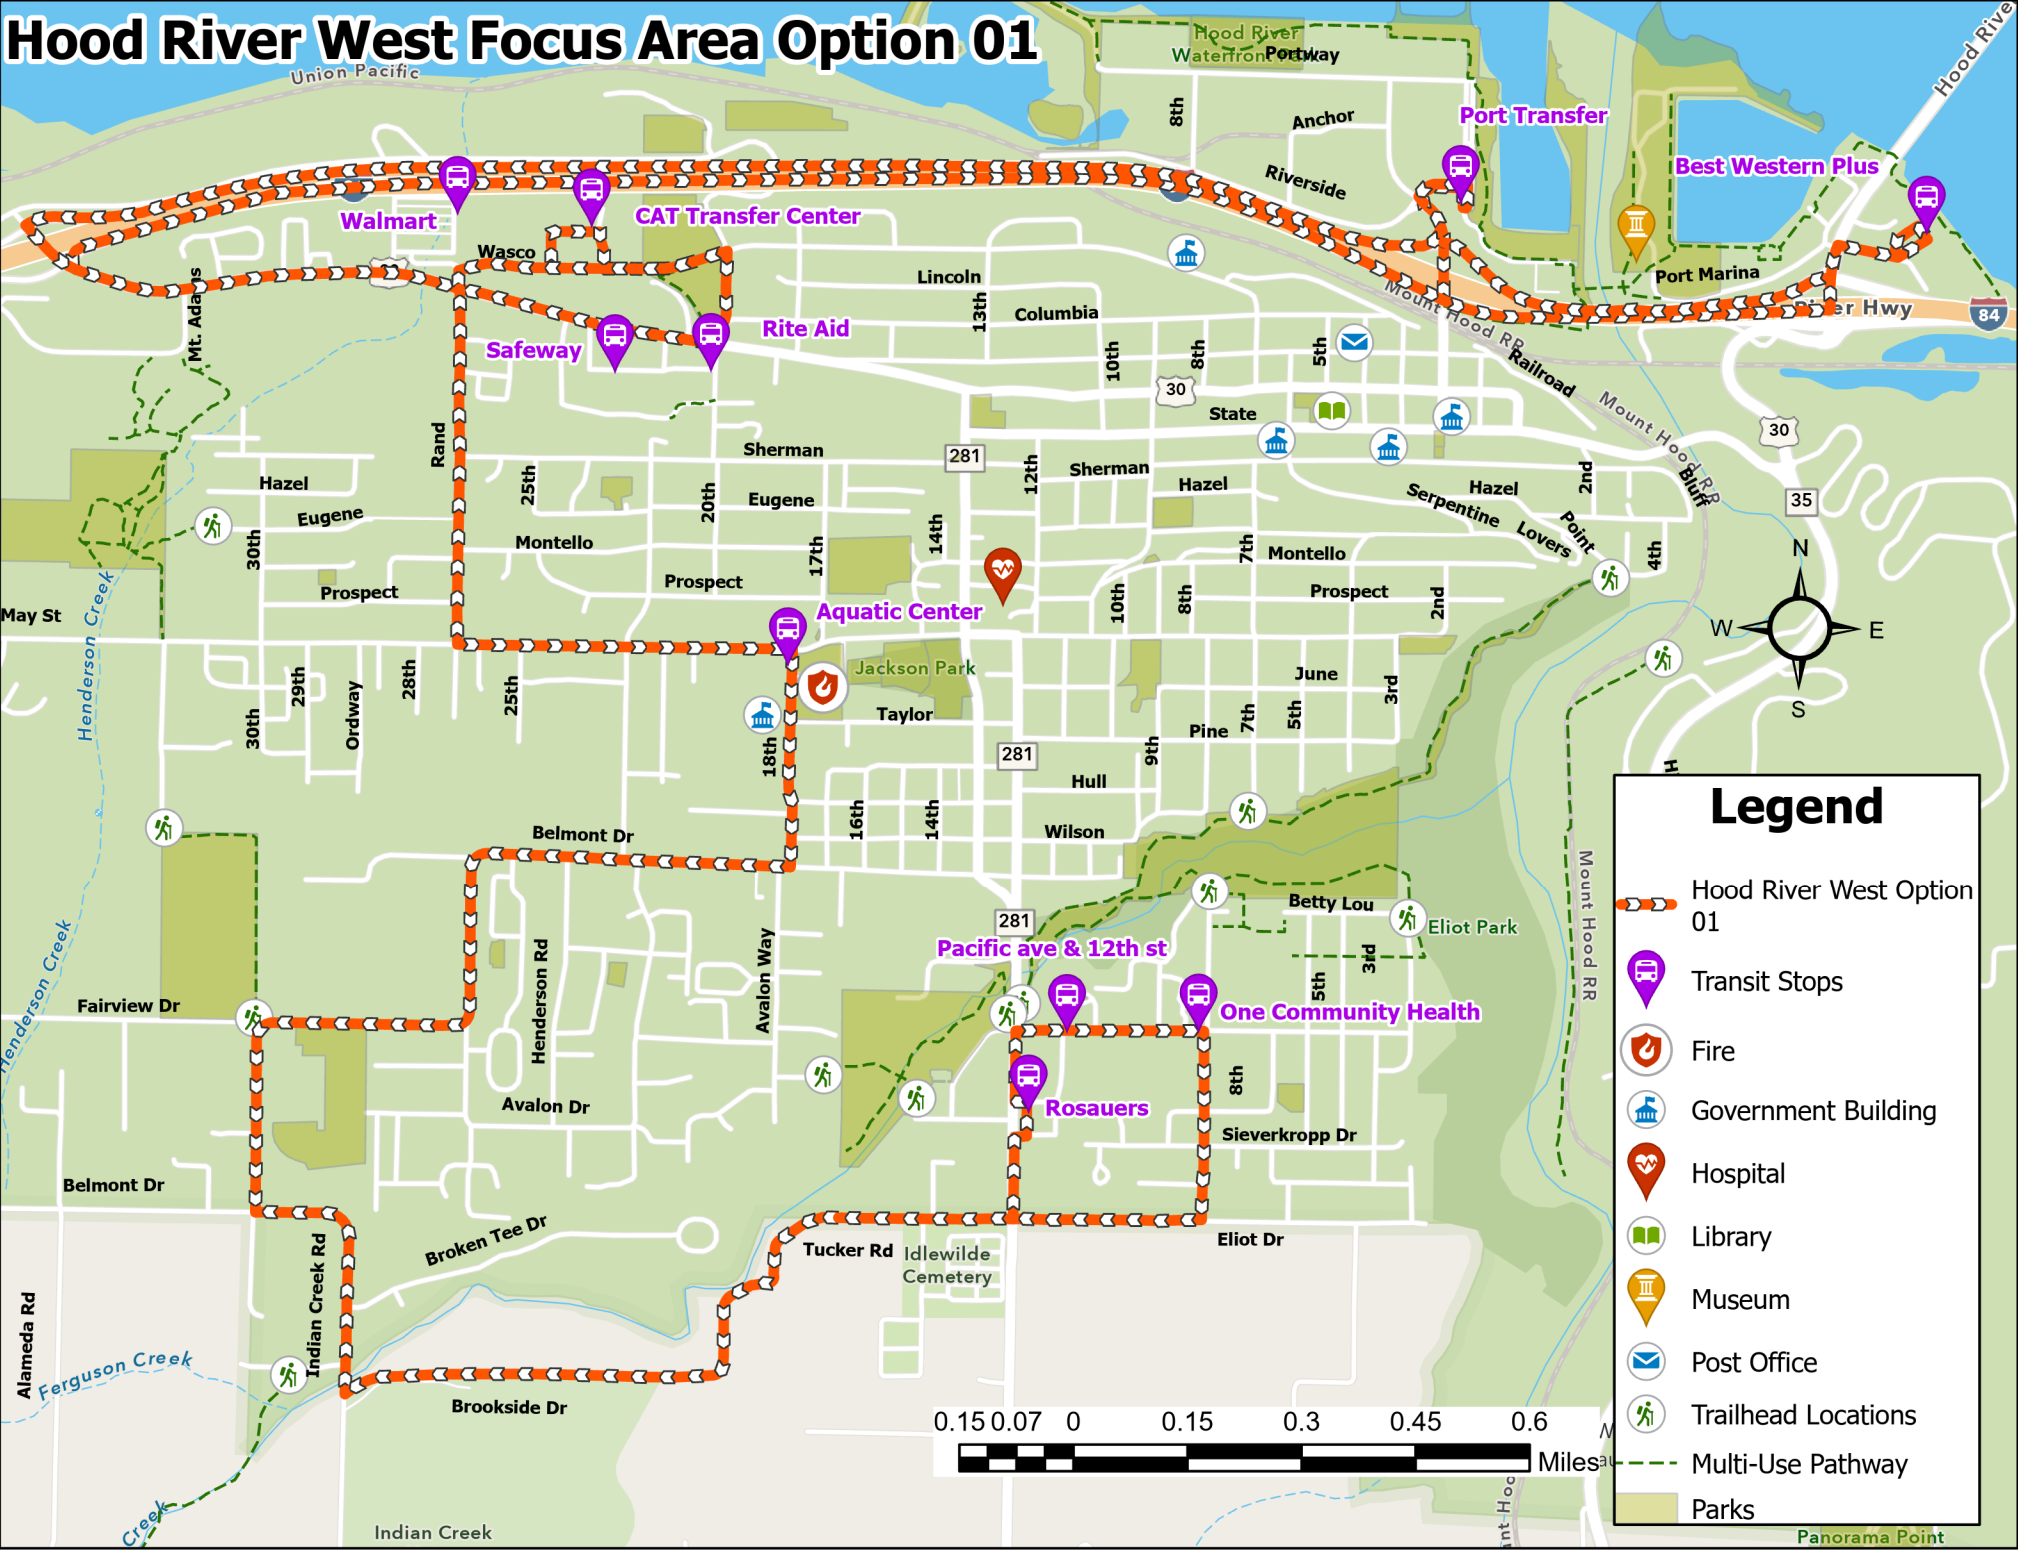 Hood River West Focus Area Option 01
Union Pacific
Hood River
Waterfront Park
Portway
Hood River
8th
Anchor
Port Transfer
Riverside
Best Western Plus
Walmart
CAT Transfer Center
Wasco
Lincoln
Port Marina
Mt. Adams
13th
Columbia
Mount Hood RR
River Hwy
84
Rite Aid
Safeway
10th
8th
5th
Railroad
30
State
Mount Hood RR
30
Rand
Sherman
281
12th
Sherman
Bluff
25th
Hazel
20th
Eugene
Hazel
Hazel
2nd
Serpentine
35
Eugene
30th
Montello
17th
14th
7th
Montello
Lovers
Point
4th
N
Prospect
Prospect
10th
8th
Prospect
2nd
May St
Aquatic Center
W
E
Henderson Creek
Jackson Park
June
3rd
S
29th
28th
25th
Ordway
30th
Taylor
7th
5th
Pine
18th
281
9th
Hull
16th
14th
Belmont Dr
Wilson
Mount Hood RR
Betty Lou
281
Eliot Park
Henderson Creek
Pacific ave & 12th st
3rd
5th
Henderson Rd
Avalon Way
Fairview Dr
One Community Health
8th
Avalon Dr
Rosauers
Sieverkropp Dr
Belmont Dr
Broken Tee Dr
Tucker Rd
Eliot Dr
Idlewilde
Cemetery
Indian Creek Rd
Alameda Rd
Ferguson Creek
Brookside Dr
Creek
Indian Creek
0.15 0.07 0 0.15 0.3 0.45 0.6
Miles
Legend
Hood River West Option
01
Transit Stops
Fire
Government Building
Hospital
Library
Museum
Post Office
Trailhead Locations
Multi-Use Pathway
Parks
Panorama Point